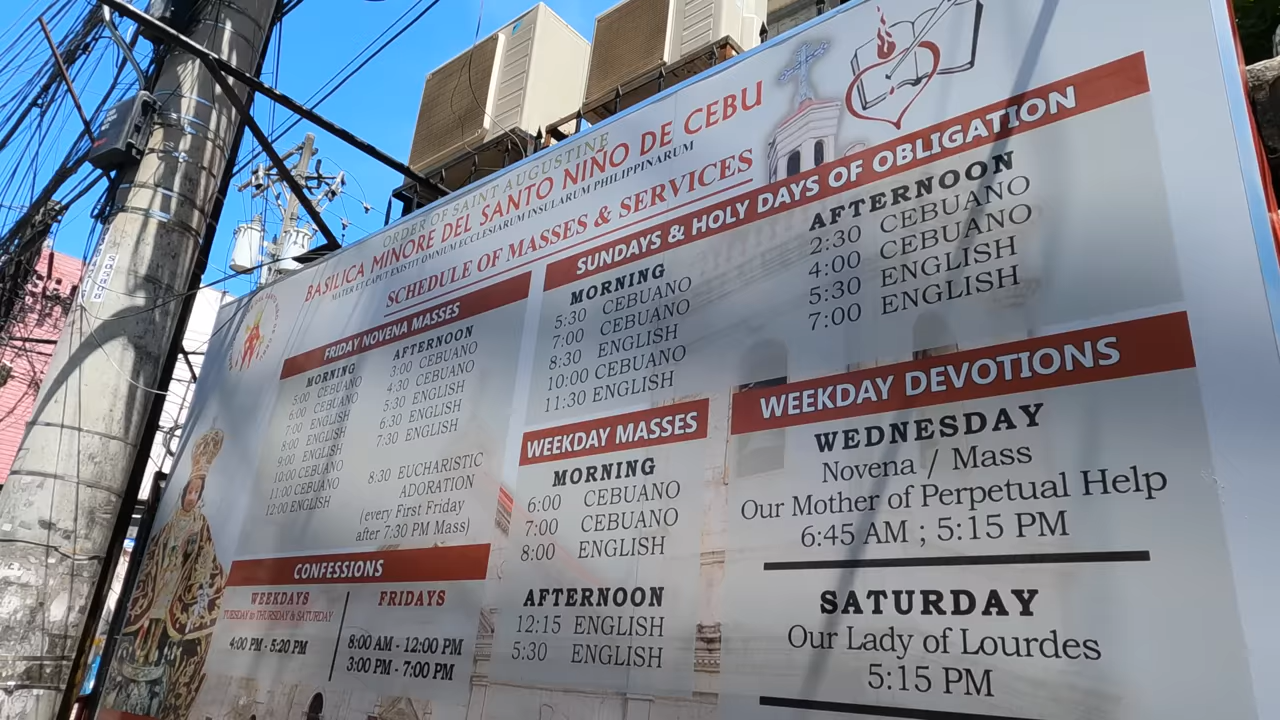 ORDER OF SAINT AUGUSTINE
BASILICA MINORE DEL SANTO NIÑO DE CEBU
MATER ET CAPUT EXISTIT OMNIUM ECCLESIARUM INSULARUM PHILIPPINARUM
SCHEDULE OF MASSES & SERVICES
FRIDAY NOVENA MASSES
MORNING
5:00 CEBUANO
6:00 CEBUANO
7:00 ENGLISH
8:00 ENGLISH
9:00 ENGLISH
10:00 CEBUANO
11:00 CEBUANO
12:00 ENGLISH
AFTERNOON
3:00 CEBUANO
4:30 CEBUANO
5:30 ENGLISH
6:30 ENGLISH
7:30 ENGLISH
8:30 EUCHARISTIC
ADORATION
(every First Friday
after 7:30 PM Mass)
CONFESSIONS
WEEKDAYS
TUESDAY to THURSDAY & SATURDAY
4:00 PM - 5:20 PM
FRIDAYS
8:00 AM - 12:00 PM
3:00 PM - 7:00 PM
SUNDAYS & HOLY DAYS OF OBLIGATION
MORNING
5:30 CEBUANO
7:00 CEBUANO
8:30 ENGLISH
10:00 CEBUANO
11:30 ENGLISH
AFTERNOON
2:30 CEBUANO
4:00 CEBUANO
5:30 ENGLISH
7:00 ENGLISH
WEEKDAY MASSES
MORNING
6:00 CEBUANO
7:00 CEBUANO
8:00 ENGLISH
AFTERNOON
12:15 ENGLISH
5:30 ENGLISH
WEEKDAY DEVOTIONS
WEDNESDAY
Novena / Mass
Our Mother of Perpetual Help
6:45 AM ; 5:15 PM
SATURDAY
Our Lady of Lourdes
5:15 PM